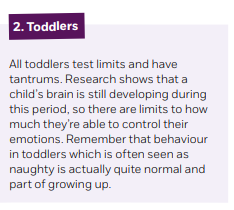 2. Toddlers
All toddlers test limits and have
tantrums. Research shows that a
child's brain is still developing during
this period, so there are limits to how
much they're able to control their
emotions. Remember that behaviour
in toddlers which is often seen as
naughty is actually quite normal and
part of growing up.